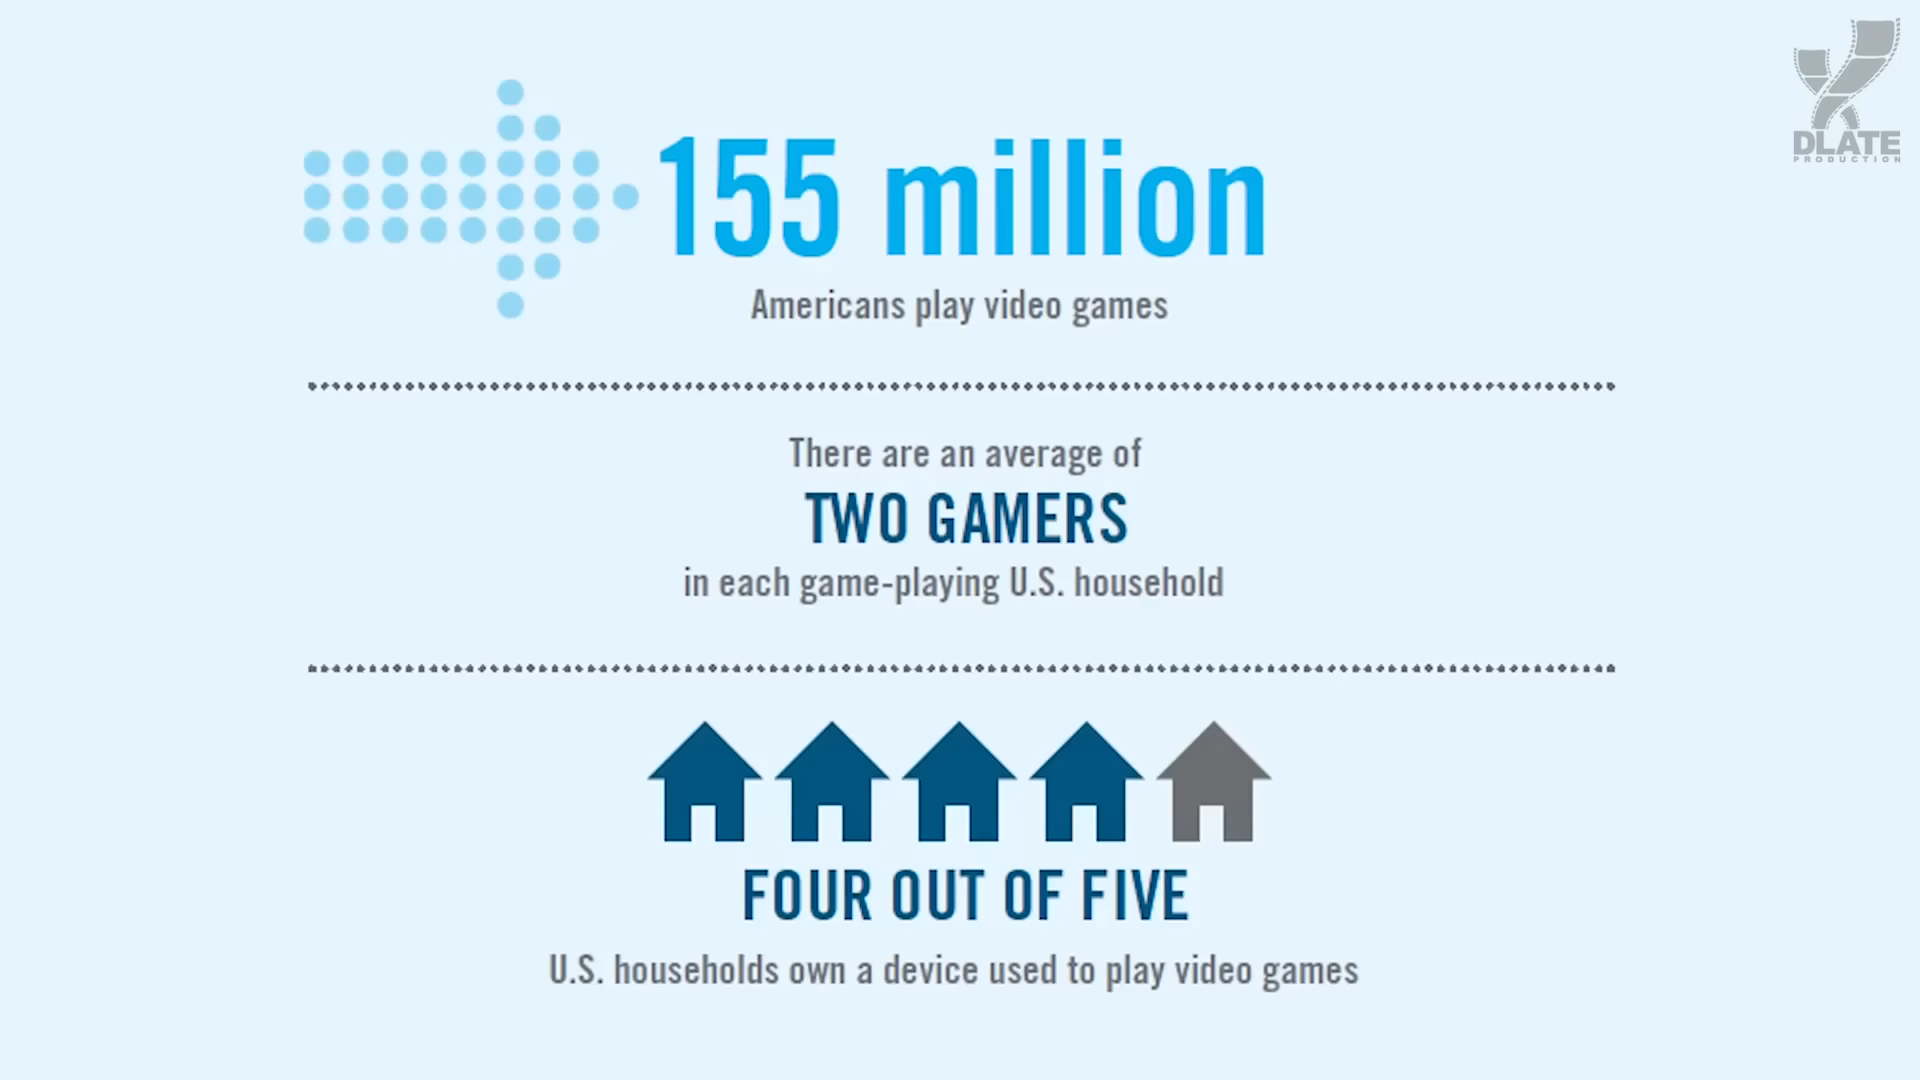 DLATE
PRODUCTION
155 million
Americans play video games
There are an average of
TWO GAMERS
in each game-playing U.S. household
FOUR OUT OF FIVE
U.S. households own a device used to play video games